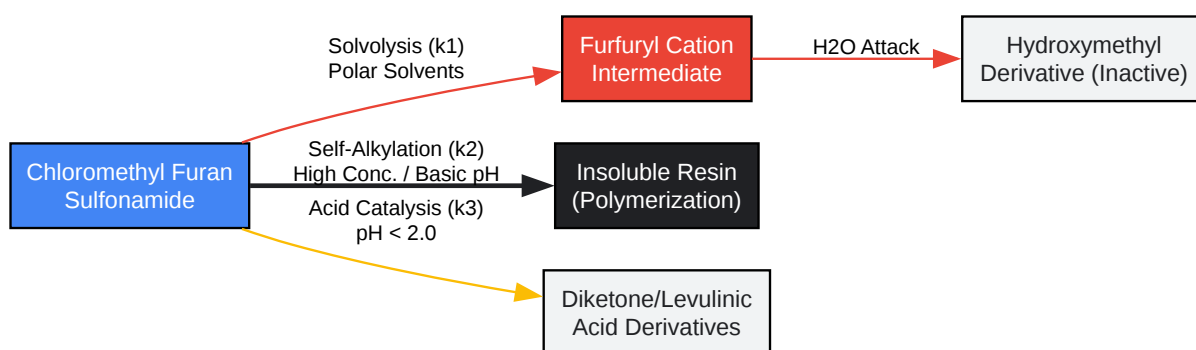 Solvolysis (k1)
Polar Solvents
Furfuryl Cation
Intermediate
H2O Attack
Hydroxymethyl
Derivative (Inactive)
Chloromethyl Furan
Sulfonamide
Self-Alkylation (k2)
High Conc. / Basic pH
Insoluble Resin
(Polymerization)
Acid Catalysis (k3)
pH < 2.0
Diketone/Levulinic
Acid Derivatives